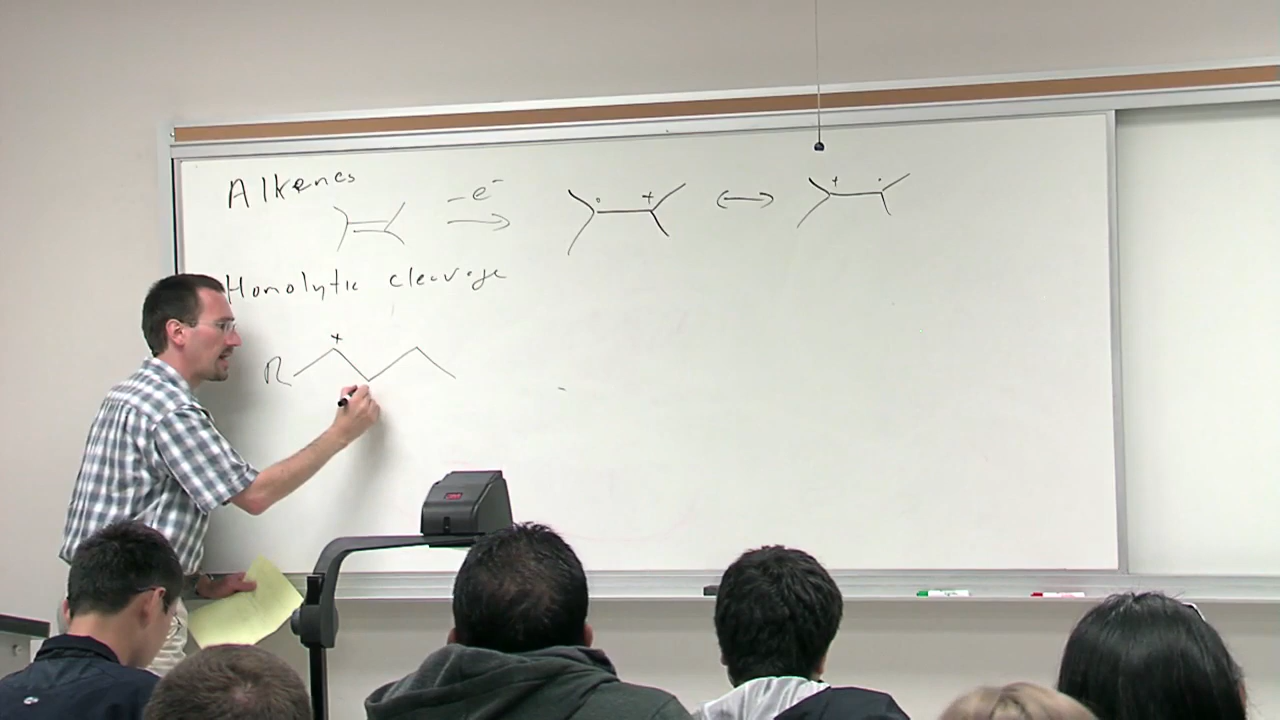 Alkenes
– e⁻
• +
+ •
Homolytic cleavage
+
R